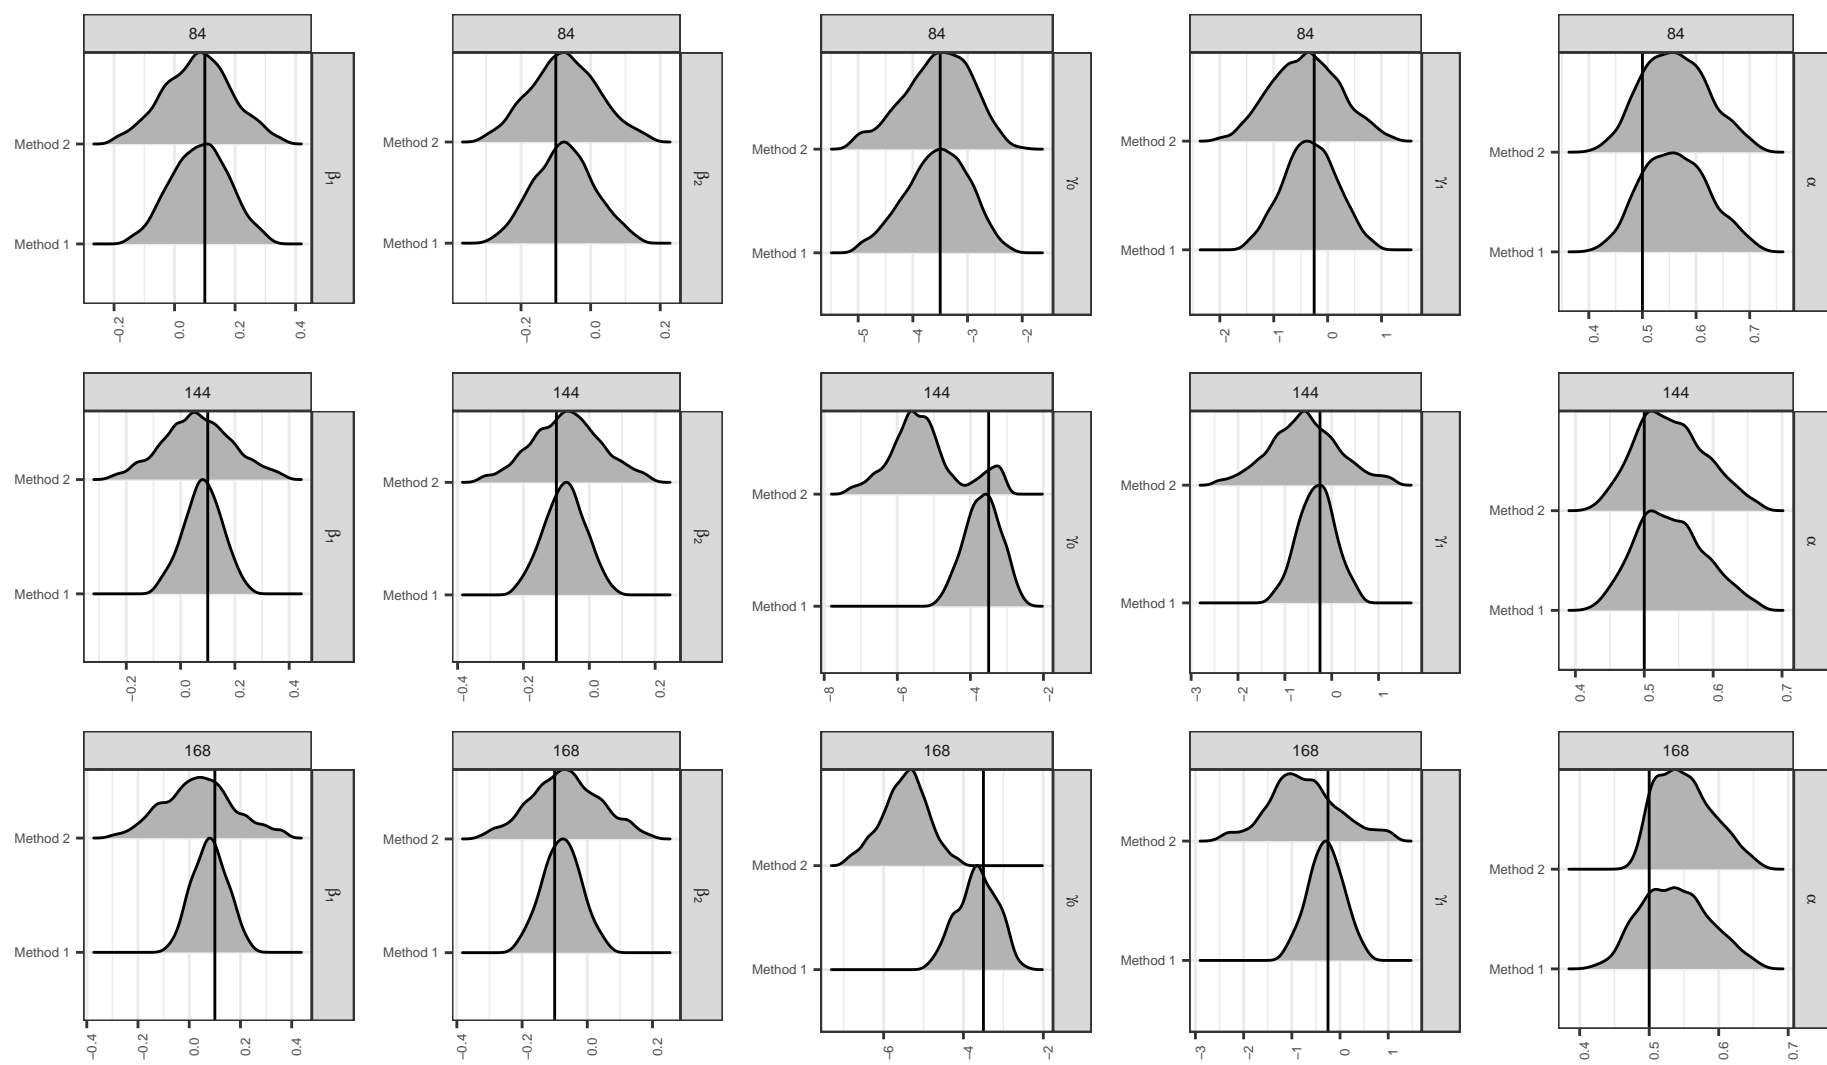 84 84 84 84 84
Method 2 Method 2 Method 2 Method 2 Method 2
β₁ β₂ γ₀ γ₁ α
Method 1 Method 1 Method 1 Method 1 Method 1
−0.2 0.0 0.2 0.4 −0.2 0.0 0.2 −5 −4 −3 −2 −2 −1 0 1 0.4 0.5 0.6 0.7
144 144 144 144 144
Method 2 Method 2 Method 2 Method 2 Method 2
β₁ β₂ γ₀ γ₁ α
Method 1 Method 1 Method 1 Method 1 Method 1
−0.2 0.0 0.2 0.4 −0.4 −0.2 0.0 0.2 −8 −6 −4 −2 −3 −2 −1 0 1 0.4 0.5 0.6 0.7
168 168 168 168 168
Method 2 Method 2 Method 2 Method 2 Method 2
β₁ β₂ γ₀ γ₁ α
Method 1 Method 1 Method 1 Method 1 Method 1
−0.4 −0.2 0.0 0.2 0.4 −0.4 −0.2 0.0 0.2 −6 −4 −2 −3 −2 −1 0 1 0.4 0.5 0.6 0.7